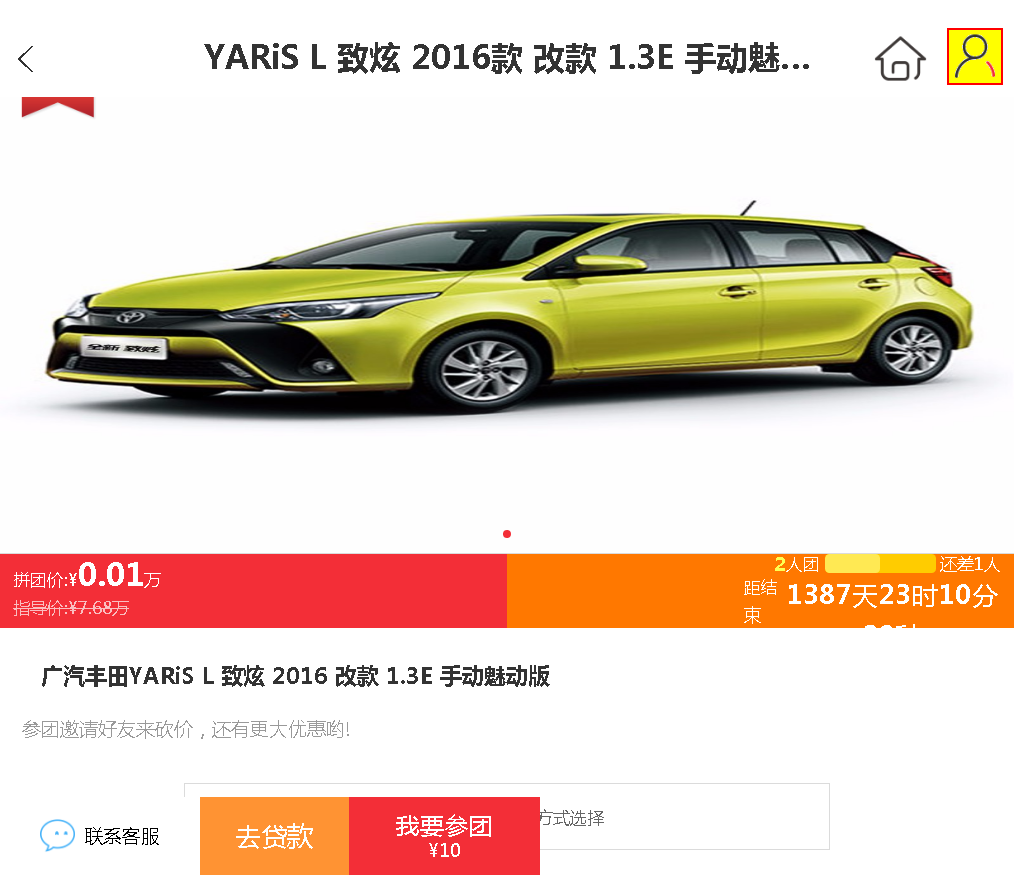 YARiS L 致炫 2016款 改款 1.3E 手动魅...
全新 致炫
拼团价:¥0.01万
指导价:¥7.68万
2人团 还差1人
距结束 1387天23时10分
广汽丰田YARiS L 致炫 2016 改款 1.3E 手动魅动版
参团邀请好友来砍价，还有更大优惠哟!
方式选择
联系客服
去贷款
我要参团
¥10